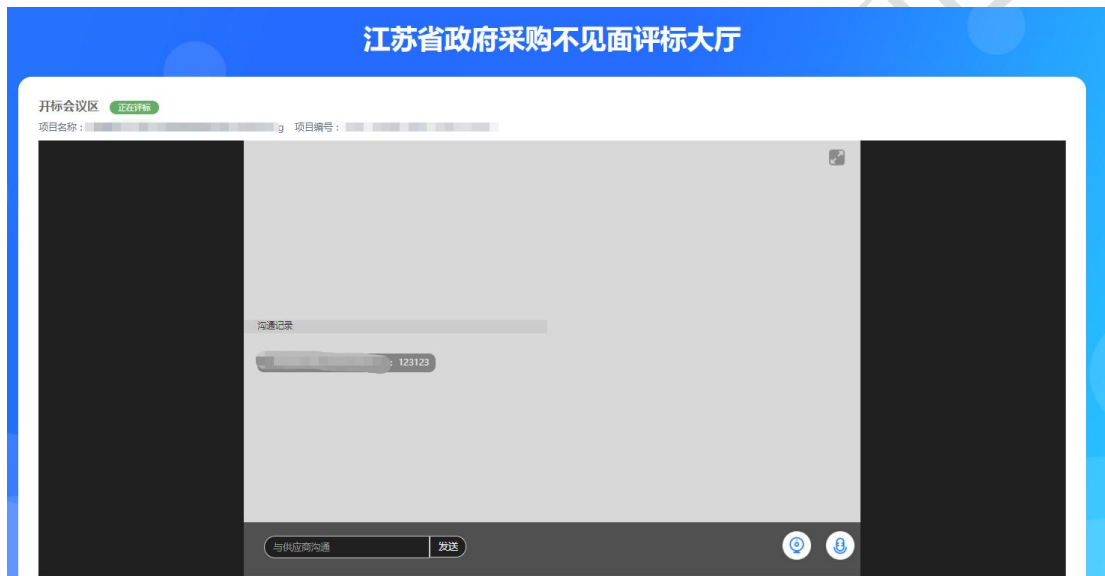 江苏省政府采购不见面评标大厅
开标会议区 正在评标
项目名称： g 项目编号：
沟通记录
：123123
与供应商沟通 发送